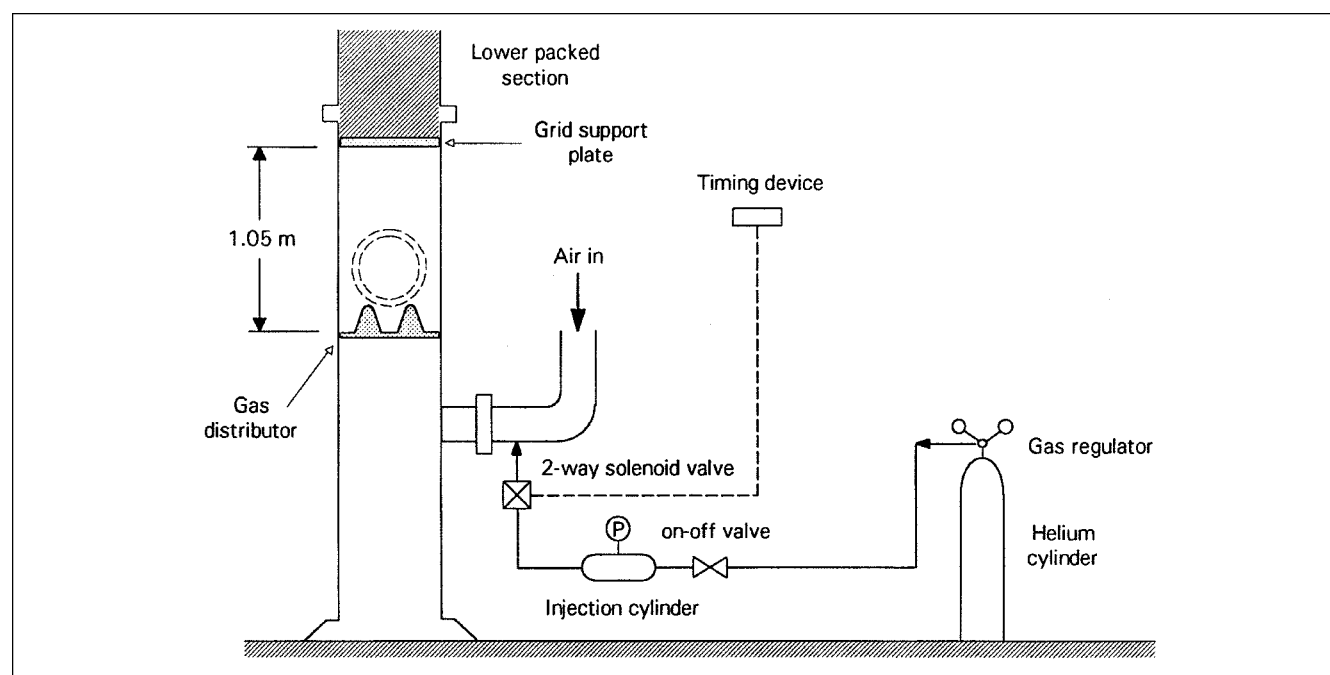 Lower packed
section
Grid support
plate
Timing device
1.05 m
Air in
Gas
distributor
2-way solenoid valve
Gas regulator
P
on-off valve
Helium
cylinder
Injection cylinder